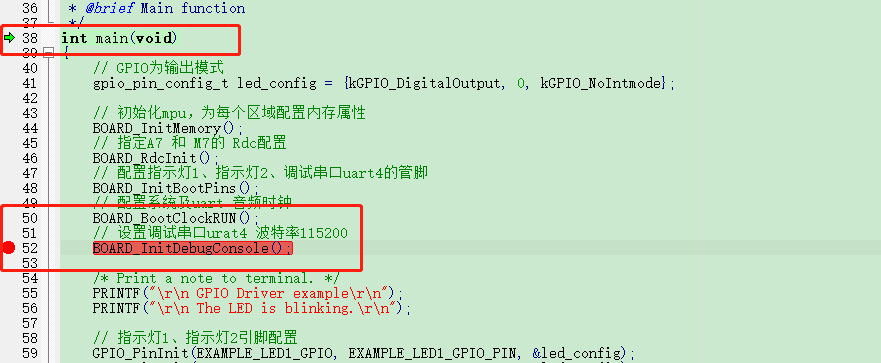 36 * @brief Main function
37 */
38 int main(void)
39 {
40 // GPIO为输出模式
41 gpio_pin_config_t led_config = {kGPIO_DigitalOutput, 0, kGPIO_NoIntmode};
42
43 // 初始化mpu，为每个区域配置内存属性
44 BOARD_InitMemory();
45 // 指定A7 和 M7的 Rdc配置
46 BOARD_RdcInit();
47 // 配置指示灯1、指示灯2、调试串口uart4的管脚
48 BOARD_InitBootPins();
49 // 配置系统及uart 音频时钟
50 BOARD_BootClockRUN();
51 // 设置调试串口urat4 波特率115200
52 BOARD_InitDebugConsole();
53
54 /* Print a note to terminal. */
55 PRINTF("\r\n GPIO Driver example\r\n");
56 PRINTF("\r\n The LED is blinking.\r\n");
57
58 // 指示灯1、指示灯2引脚配置
59 GPIO_PinInit(EXAMPLE_LED1_GPIO, EXAMPLE_LED1_GPIO_PIN, &led_config);